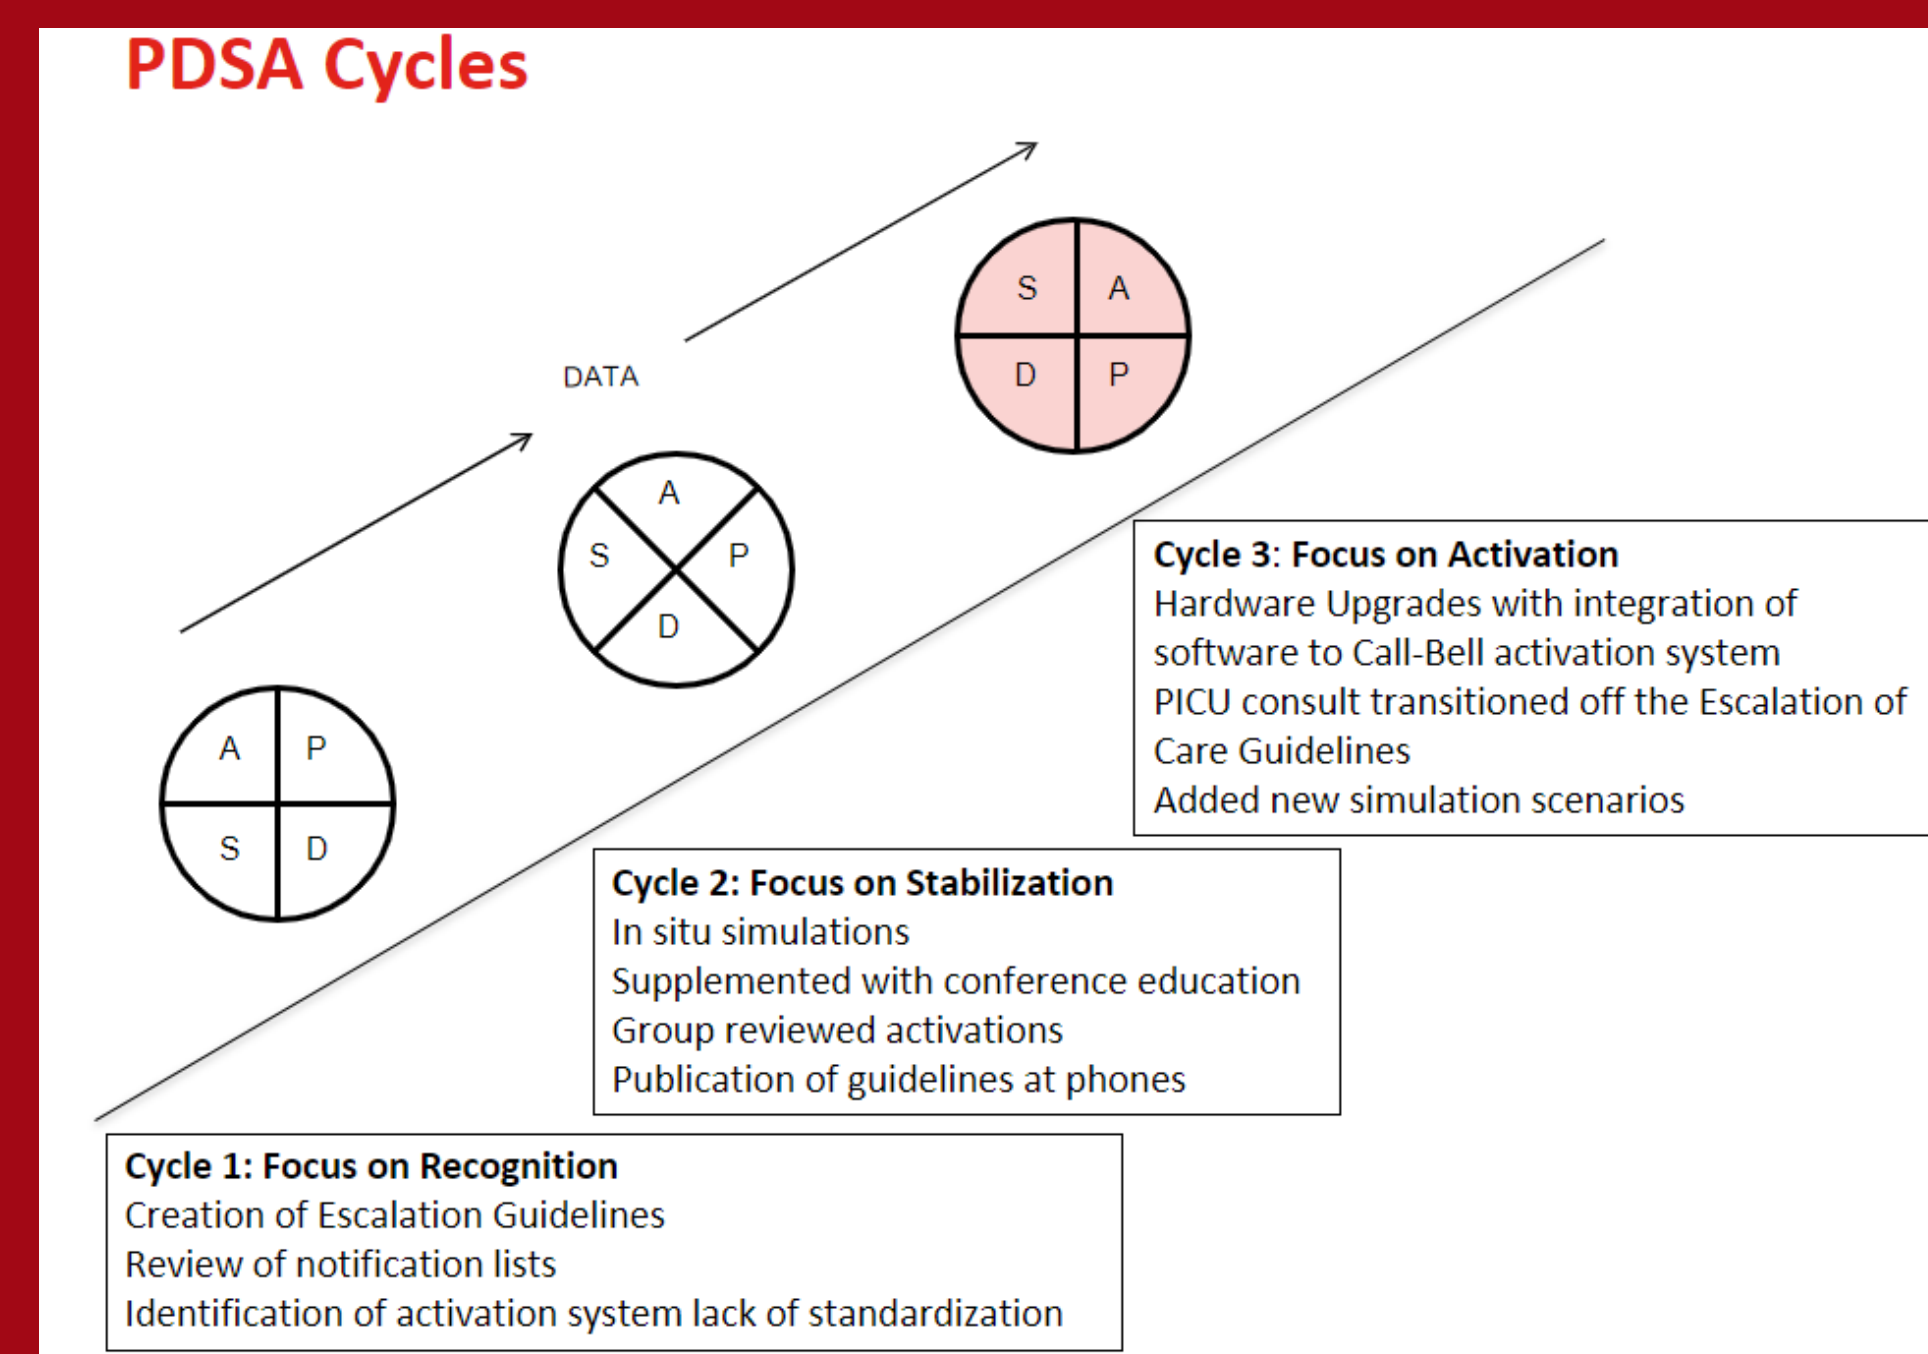 PDSA Cycles
DATA
S A
D P
A
S P
D
A P
S D
Cycle 3: Focus on Activation
Hardware Upgrades with integration of
software to Call-Bell activation system
PICU consult transitioned off the Escalation of
Care Guidelines
Added new simulation scenarios
Cycle 2: Focus on Stabilization
In situ simulations
Supplemented with conference education
Group reviewed activations
Publication of guidelines at phones
Cycle 1: Focus on Recognition
Creation of Escalation Guidelines
Review of notification lists
Identification of activation system lack of standardization